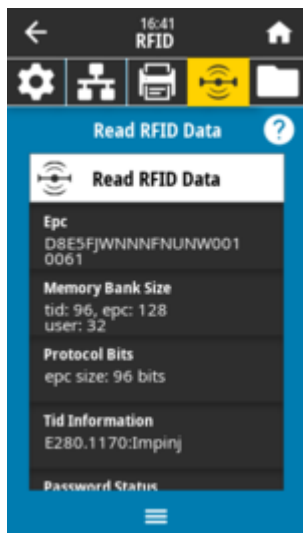 16:41
RFID
Read RFID Data
?
Read RFID Data
Epc
D8E5FJWNNNFNUNW001
0061
Memory Bank Size
tid: 96, epc: 128
user: 32
Protocol Bits
epc size: 96 bits
Tid Information
E280.1170:Impinj
Password Status